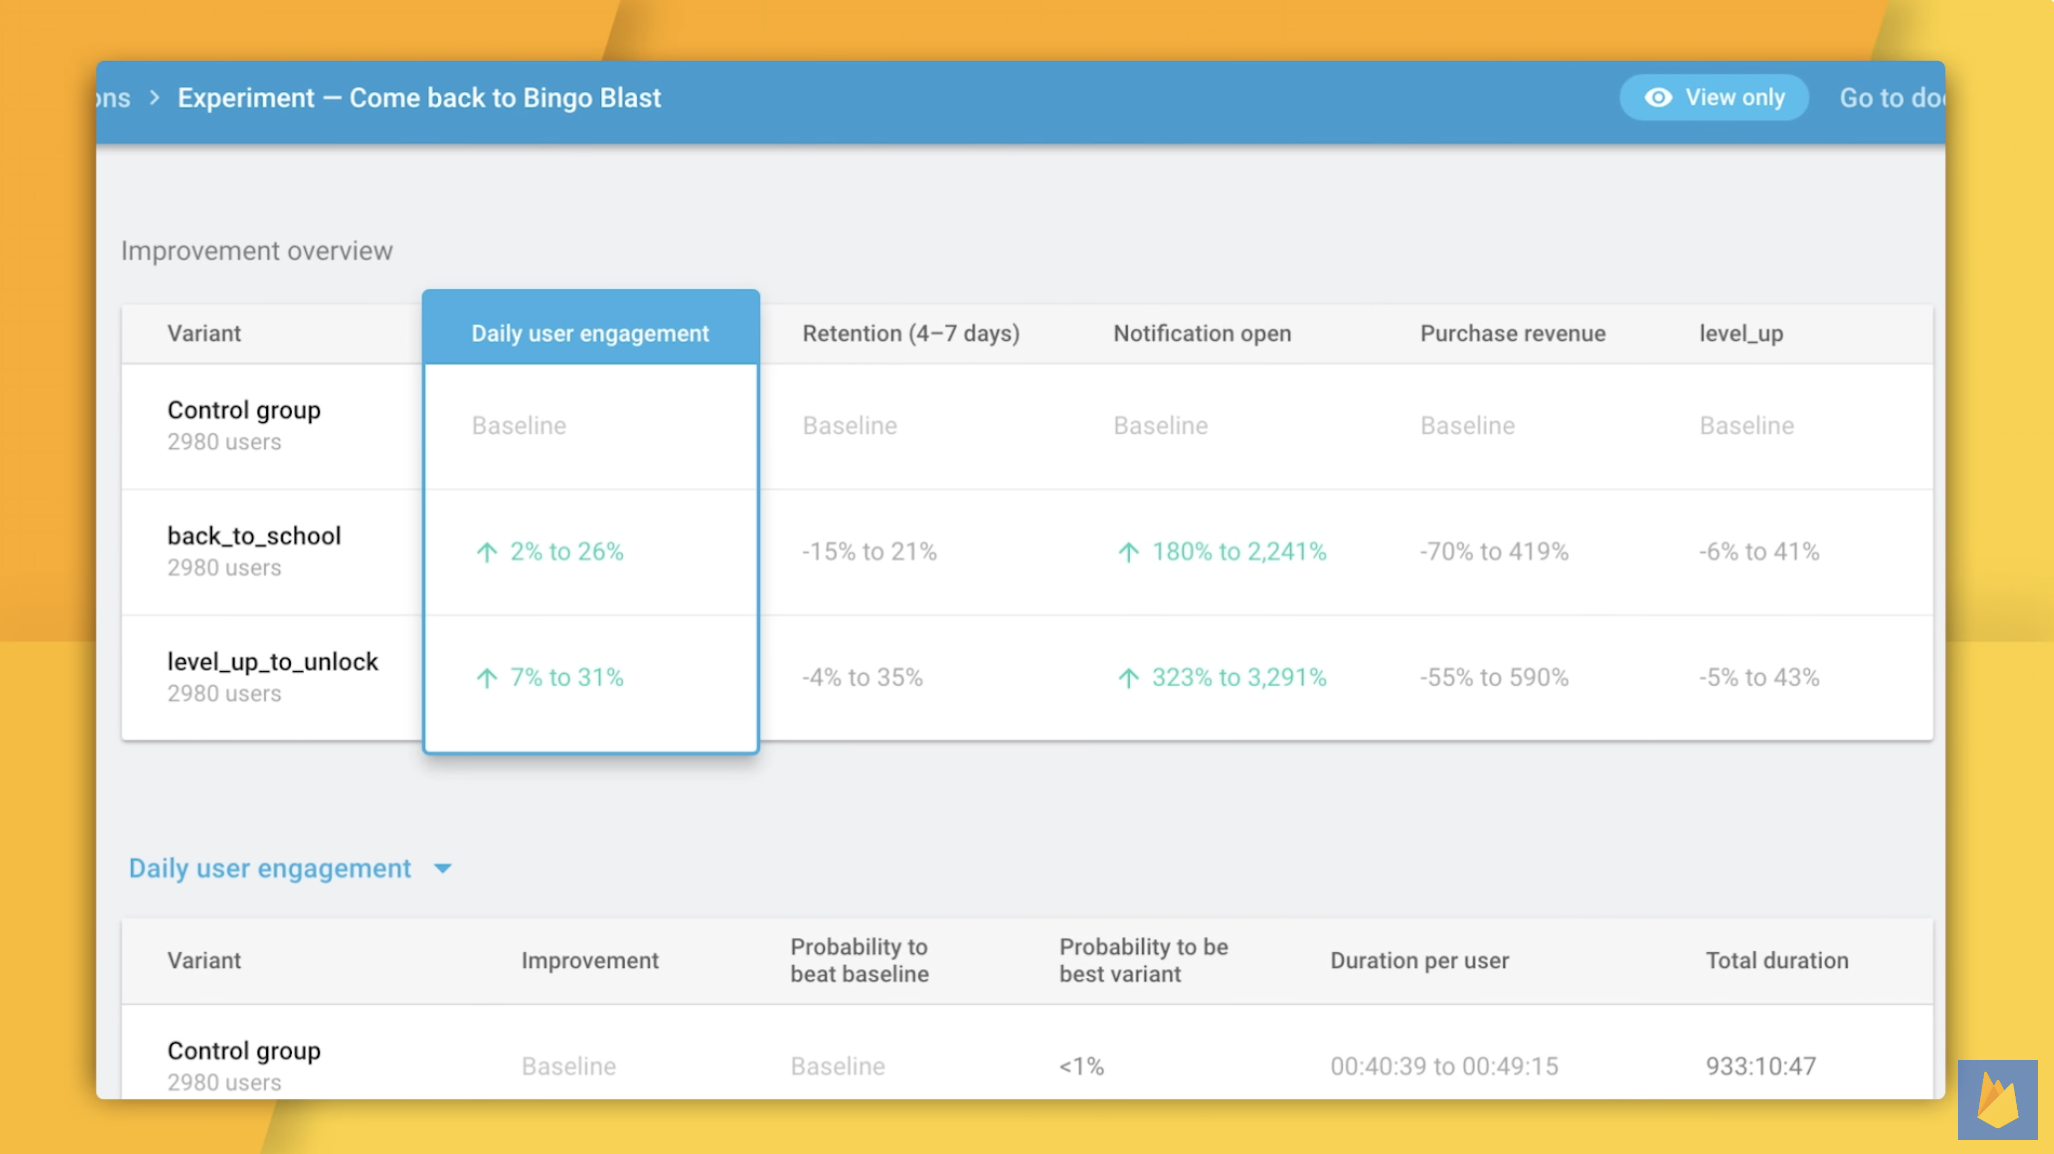 ons > Experiment — Come back to Bingo Blast
View only
Go to doc
Improvement overview
Variant
Daily user engagement
Retention (4–7 days)
Notification open
Purchase revenue
level_up
Control group
2980 users
Baseline
Baseline
Baseline
Baseline
Baseline
back_to_school
2980 users
2% to 26%
-15% to 21%
180% to 2,241%
-70% to 419%
-6% to 41%
level_up_to_unlock
2980 users
7% to 31%
-4% to 35%
323% to 3,291%
-55% to 590%
-5% to 43%
Daily user engagement
Variant
Improvement
Probability to
beat baseline
Probability to be
best variant
Duration per user
Total duration
Control group
2980 users
Baseline
Baseline
<1%
00:40:39 to 00:49:15
933:10:47